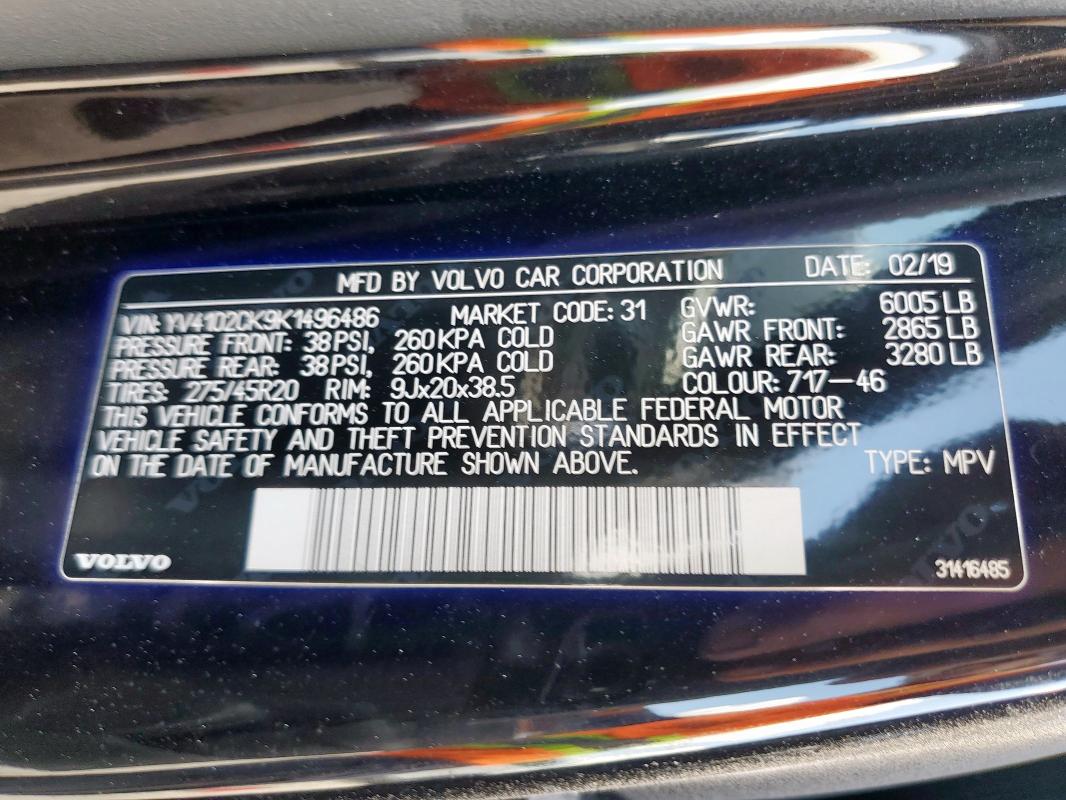 MFD BY VOLVO CAR CORPORATION DATE: 02/19
VIN: YV4102CK9K1496486 MARKET CODE: 31 GVWR: 6005 LB
PRESSURE FRONT: 38 PSI, 260 KPA COLD GAWR FRONT: 2865 LB
PRESSURE REAR: 38 PSI, 260 KPA COLD GAWR REAR: 3280 LB
TIRES: 275/45R20 RIM: 9Jx20x38.5 COLOUR: 717-46
THIS VEHICLE CONFORMS TO ALL APPLICABLE FEDERAL MOTOR
VEHICLE SAFETY AND THEFT PREVENTION STANDARDS IN EFFECT
ON THE DATE OF MANUFACTURE SHOWN ABOVE. TYPE: MPV
VOLVO 31416485